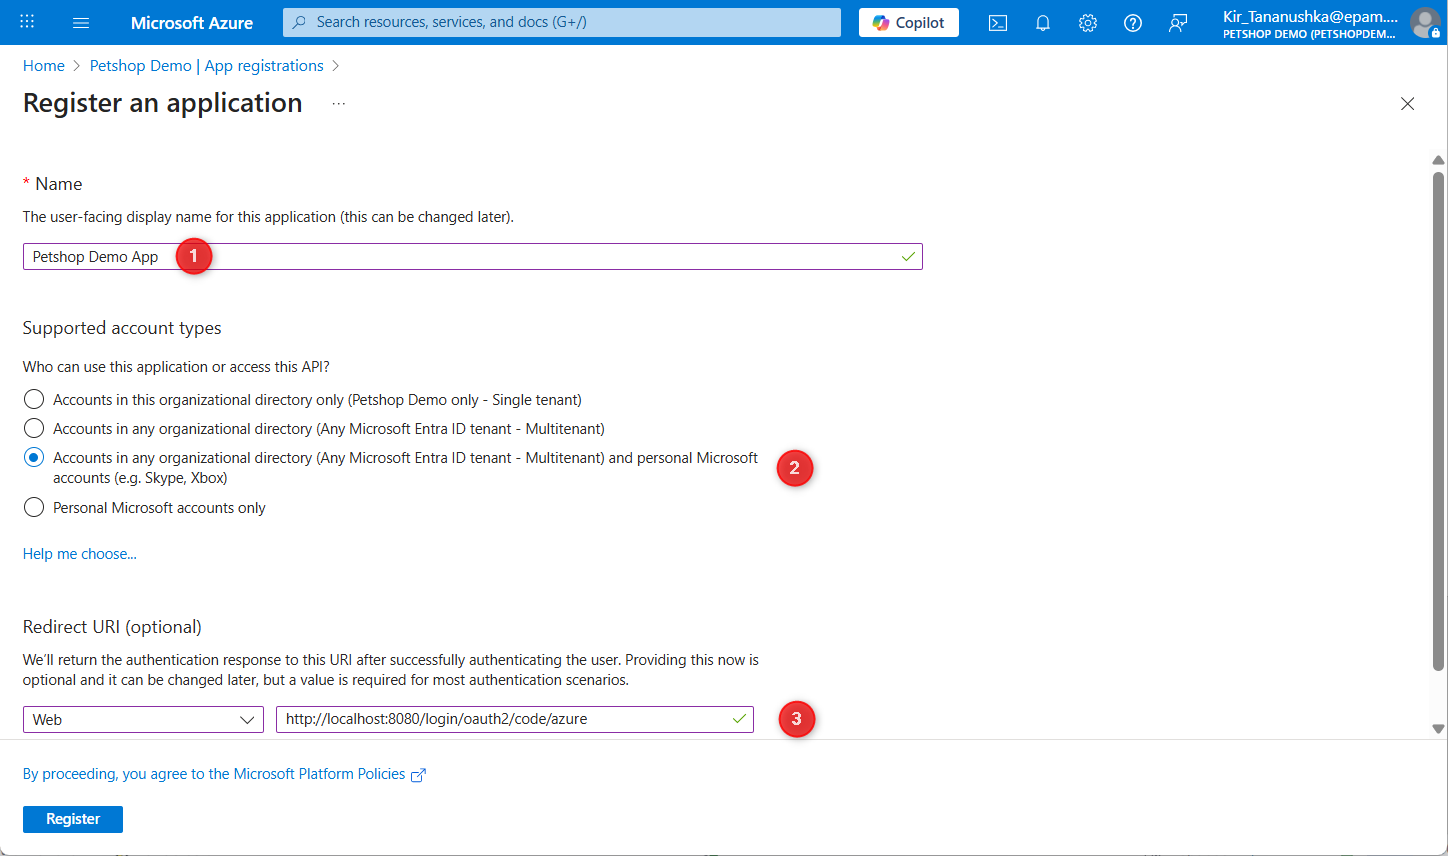 Microsoft Azure
Search resources, services, and docs (G+/)
Copilot
Kir_Tananushka@epam....
PETSHOP DEMO (PETSHOPDEM...
Home > Petshop Demo | App registrations >
Register an application ...
* Name
The user-facing display name for this application (this can be changed later).
Petshop Demo App
1
Supported account types
Who can use this application or access this API?
Accounts in this organizational directory only (Petshop Demo only - Single tenant)
Accounts in any organizational directory (Any Microsoft Entra ID tenant - Multitenant)
Accounts in any organizational directory (Any Microsoft Entra ID tenant - Multitenant) and personal Microsoft
accounts (e.g. Skype, Xbox)
2
Personal Microsoft accounts only
Help me choose...
Redirect URI (optional)
We'll return the authentication response to this URI after successfully authenticating the user. Providing this now is
optional and it can be changed later, but a value is required for most authentication scenarios.
Web
http://localhost:8080/login/oauth2/code/azure
3
By proceeding, you agree to the Microsoft Platform Policies
Register